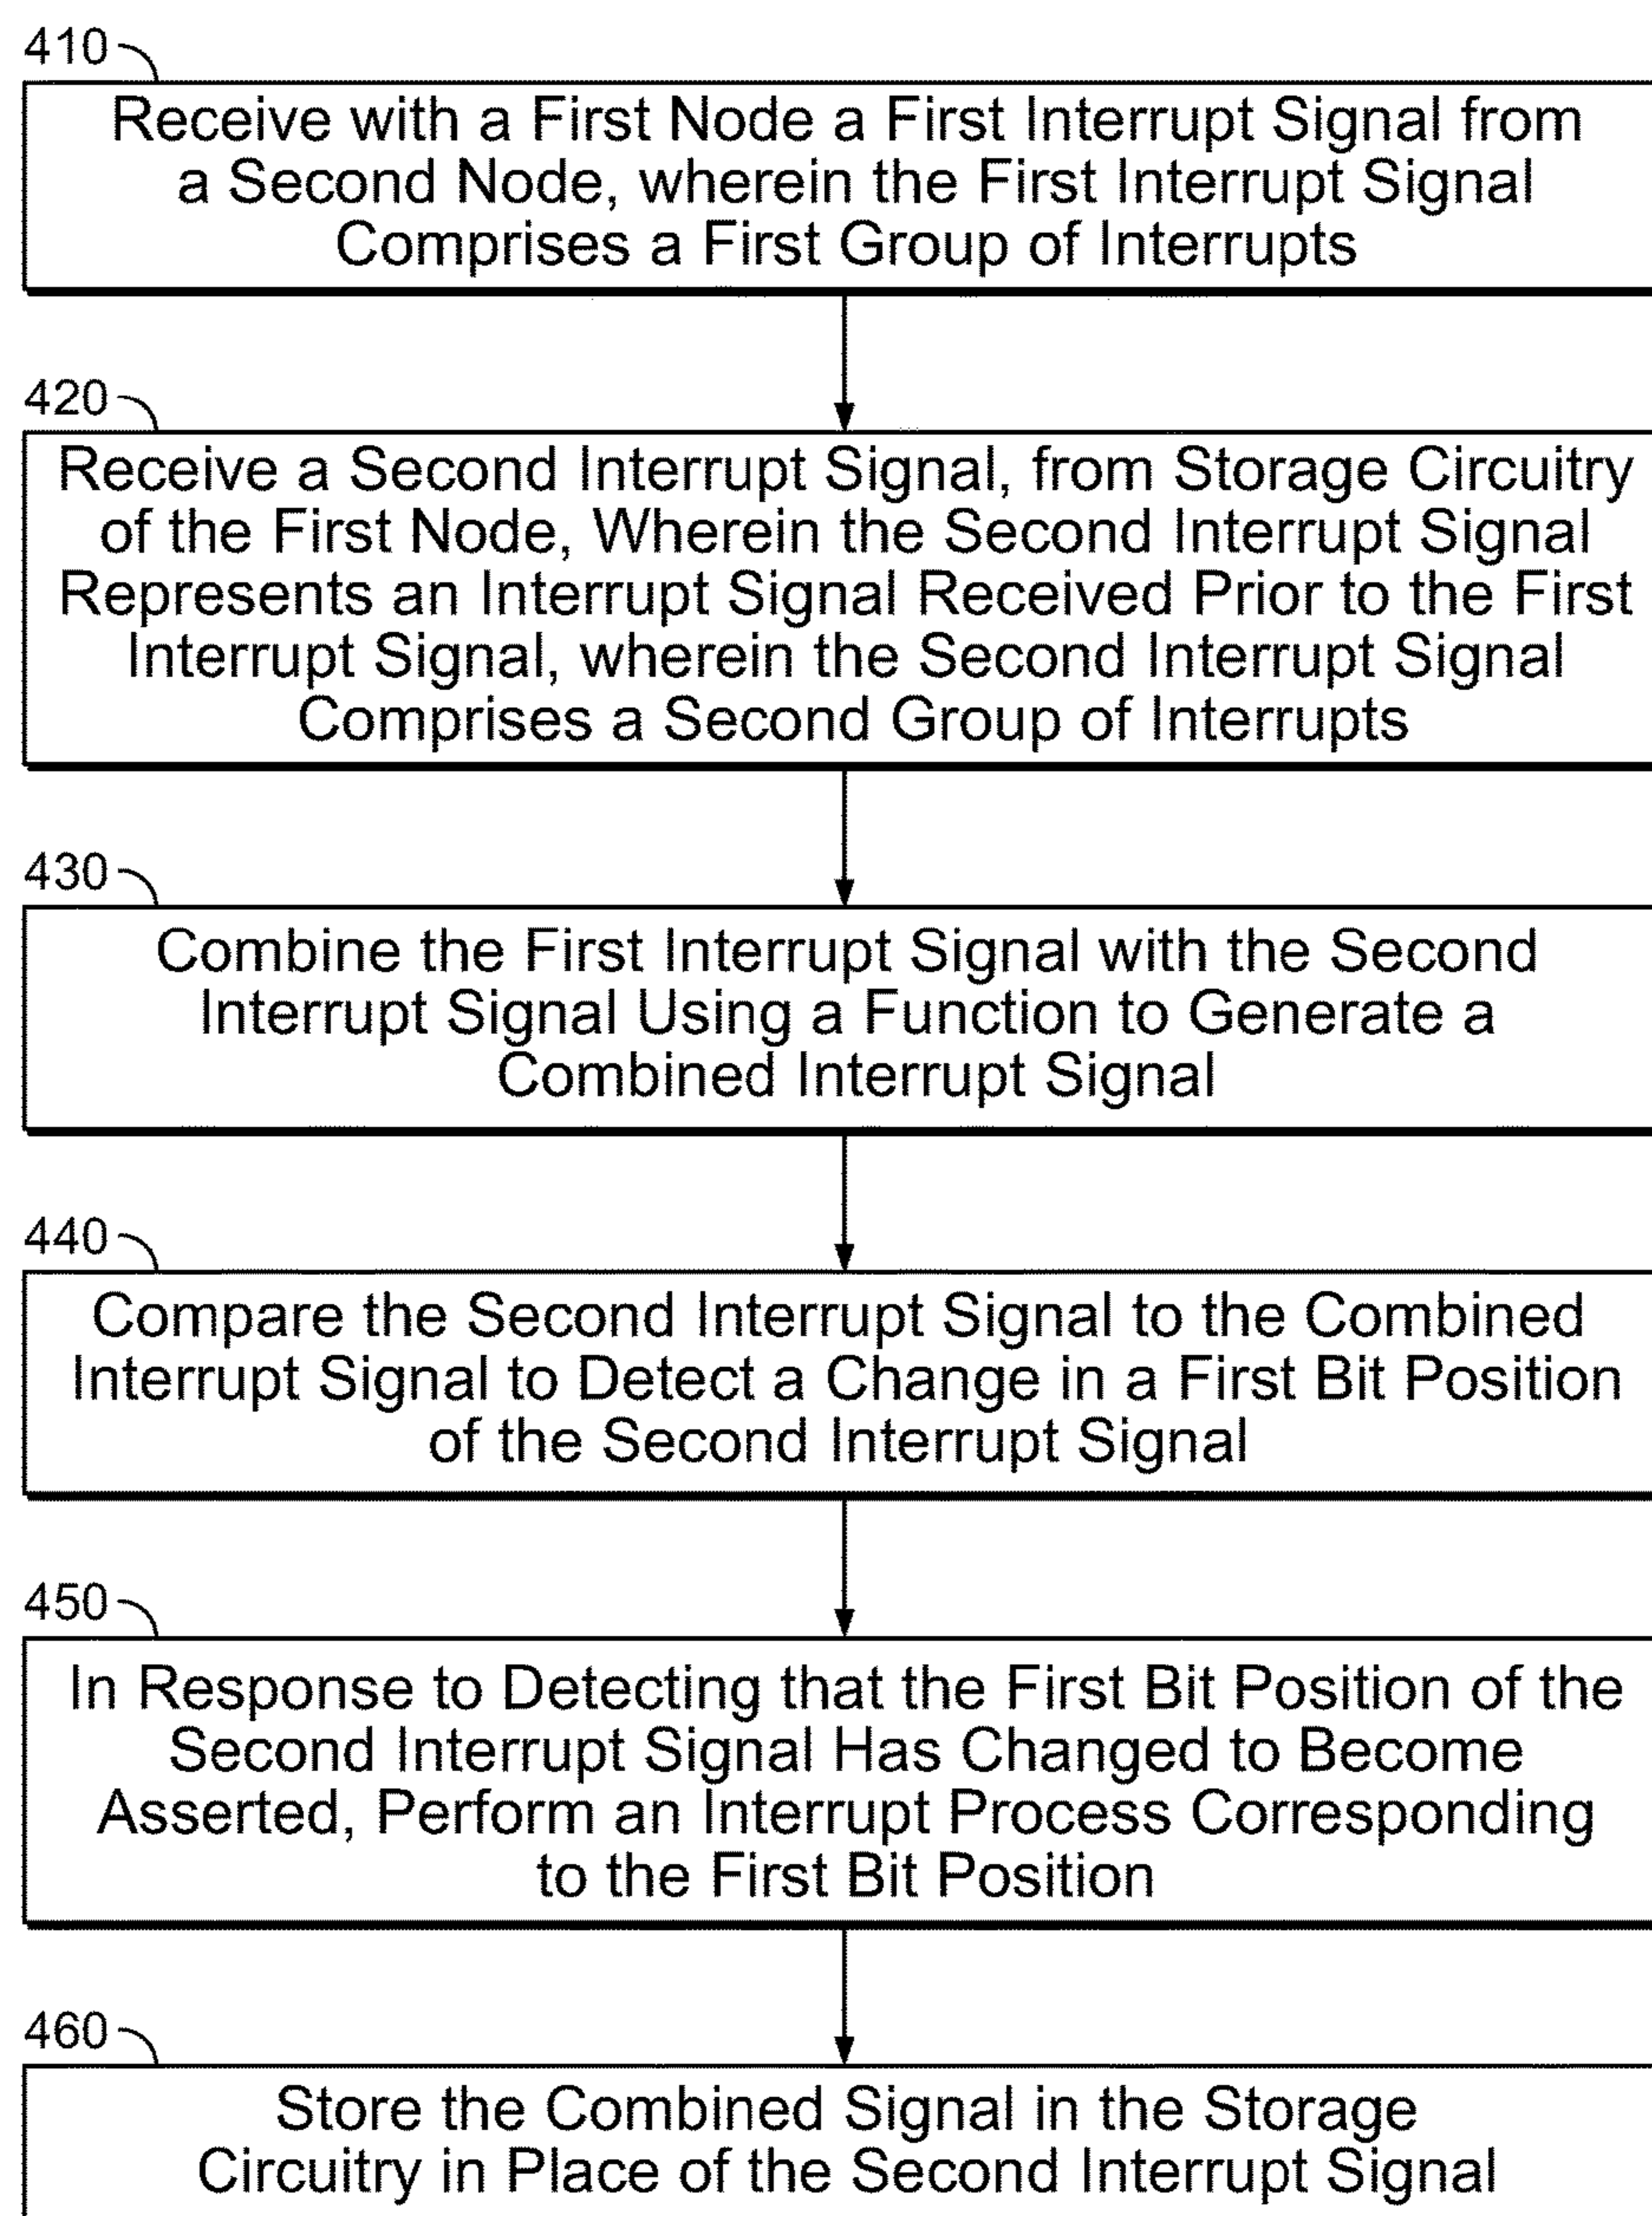 410
Receive with a First Node a First Interrupt Signal from
a Second Node, wherein the First Interrupt Signal
Comprises a First Group of Interrupts
420
Receive a Second Interrupt Signal, from Storage Circuitry
of the First Node, Wherein the Second Interrupt Signal
Represents an Interrupt Signal Received Prior to the First
Interrupt Signal, wherein the Second Interrupt Signal
Comprises a Second Group of Interrupts
430
Combine the First Interrupt Signal with the Second
Interrupt Signal Using a Function to Generate a
Combined Interrupt Signal
440
Compare the Second Interrupt Signal to the Combined
Interrupt Signal to Detect a Change in a First Bit Position
of the Second Interrupt Signal
450
In Response to Detecting that the First Bit Position of the
Second Interrupt Signal Has Changed to Become
Asserted, Perform an Interrupt Process Corresponding
to the First Bit Position
460
Store the Combined Signal in the Storage
Circuitry in Place of the Second Interrupt Signal